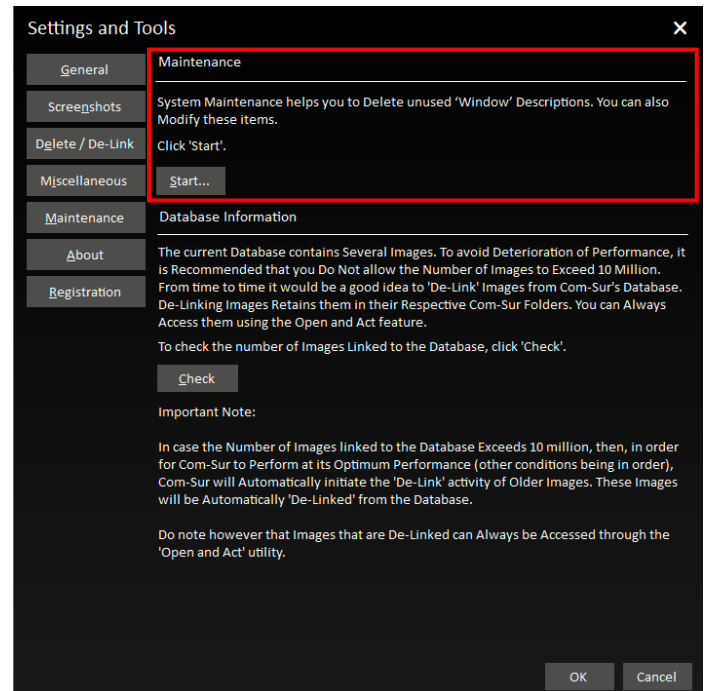 Settings and Tools
General
Screenshots
Delete / De-Link
Miscellaneous
Maintenance
About
Registration
Maintenance
System Maintenance helps you to Delete unused ‘Window’ Descriptions. You can also
Modify these items.
Click 'Start'.
Start...
Database Information
The current Database contains Several Images. To avoid Deterioration of Performance, it
is Recommended that you Do Not allow the Number of Images to Exceed 10 Million.
From time to time it would be a good idea to 'De-Link' Images from Com-Sur's Database.
De-Linking Images Retains them in their Respective Com-Sur Folders. You can Always
Access them using the Open and Act feature.
To check the number of Images Linked to the Database, click 'Check'.
Check
Important Note:
In case the Number of Images linked to the Database Exceeds 10 million, then, in order
for Com-Sur to Perform at its Optimum Performance (other conditions being in order),
Com-Sur will Automatically initiate the 'De-Link' activity of Older Images. These Images
will be Automatically 'De-Linked' from the Database.
Do note however that Images that are De-Linked can Always be Accessed through the
'Open and Act' utility.
OK
Cancel